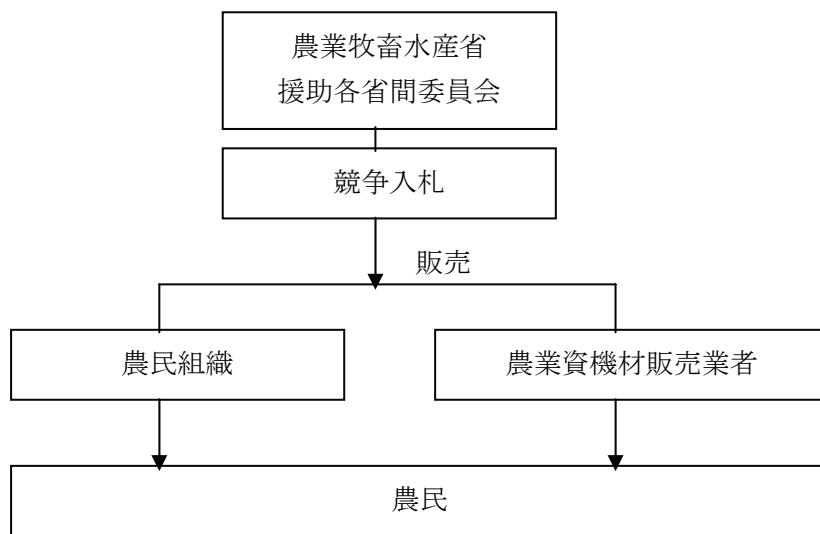 農業牧畜水産省
援助各省間委員会
競争入札
販売
農民組織
農業資機材販売業者
農民